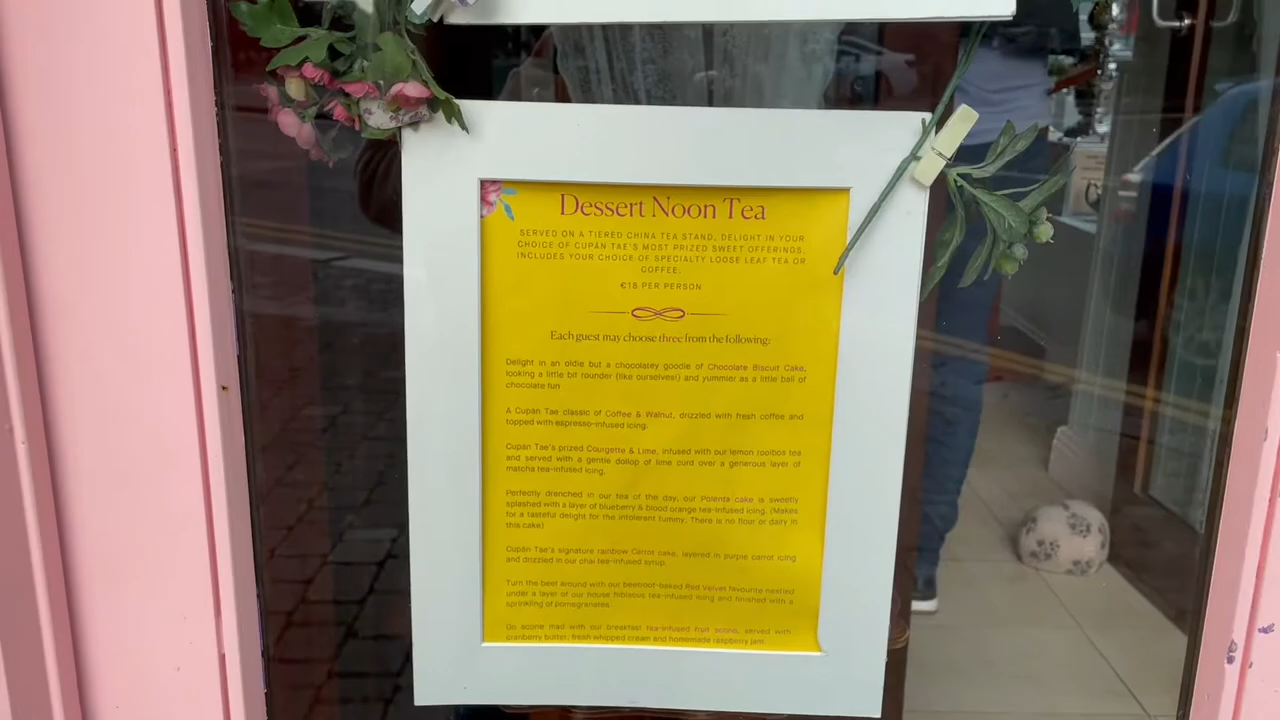 Dessert Noon Tea
SERVED ON A TIERED CHINA TEA STAND, DELIGHT IN YOUR
CHOICE OF CUPÁN TAE'S MOST PRIZED SWEET OFFERINGS.
INCLUDES YOUR CHOICE OF SPECIALTY LOOSE LEAF TEA OR
COFFEE.
€18 PER PERSON
Each guest may choose three from the following:
Delight in an oldie but a chocolatey goodie of Chocolate Biscuit Cake,
looking a little bit rounder (like ourselves!) and yummier as a little ball of
chocolate fun
A Cupán Tae classic of Coffee & Walnut, drizzled with fresh coffee and
topped with espresso-infused icing.
Cupán Tae's prized Courgette & Lime, infused with our lemon rooibos tea
and served with a gentle dollop of lime curd over a generous layer of
matcha tea-infused icing.
Perfectly drenched in our tea of the day, our Polenta cake is sweetly
splashed with a layer of blueberry & blood orange tea-infused icing. (Makes
for a tasteful delight for the intolerant tummy. There is no flour or dairy in
this cake)
Cupán Tae's signature rainbow Carrot cake, layered in purple carrot icing
and drizzled in our chai tea-infused syrup.
Turn the beet around with our beetroot-baked Red Velvet favourite nestled
under a layer of our house hibiscus tea-infused icing and finished with a
sprinkling of pomegranates.
Go scone mad with our breakfast tea-infused fruit scone, served with
cranberry butter, fresh whipped cream and homemade raspberry jam.